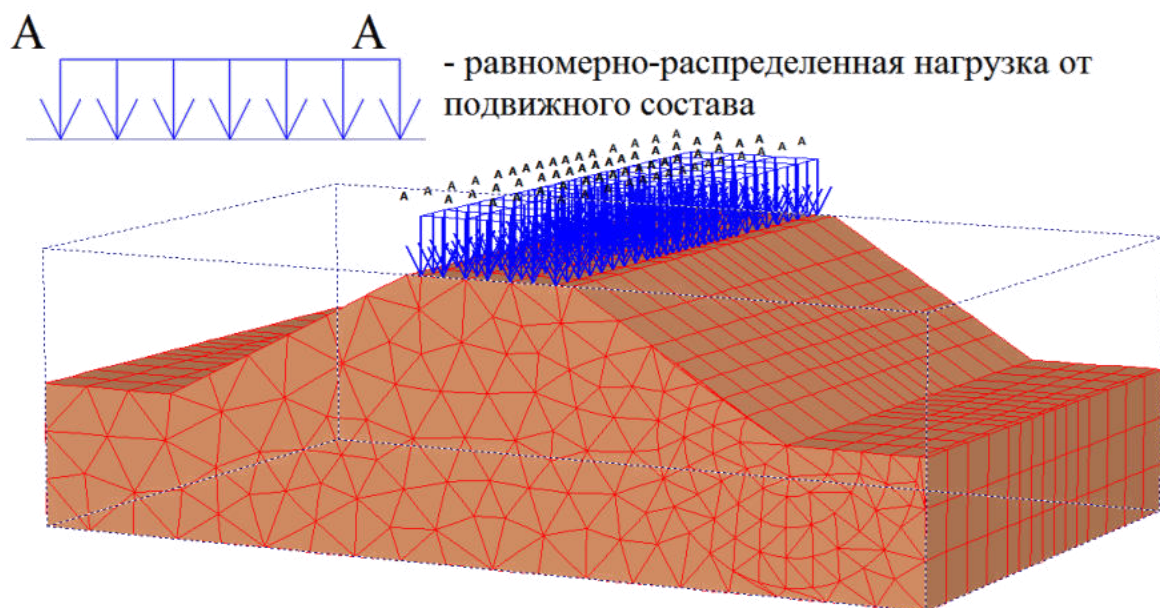 А А
- равномерно-распределенная нагрузка от
подвижного состава
А А А А А А А А А А А А А А А А А А А А А А А А А А А А А А А А А А А А А А А А